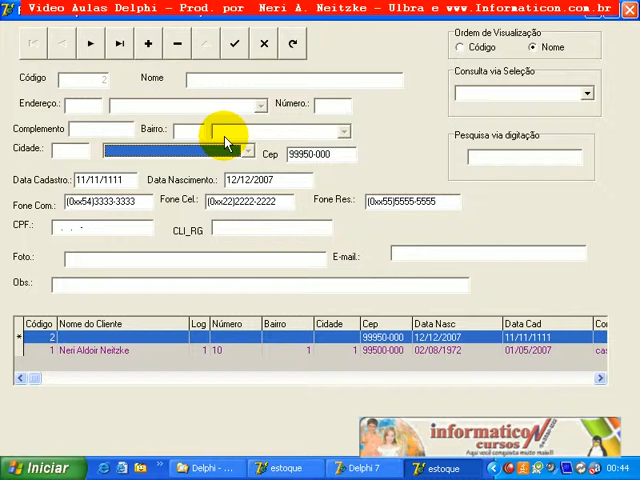 Video Aulas Delphi - Prod. por Neri A. Neitzke - Ulbra e www.Informaticon.com.br
Código 2 Nome
Endereço.: Número.:
Complemento Bairro.:
Cidade.: Cep 99950-000
Data Cadastro.: 11/11/1111 Data Nascimento.: 12/12/2007
Fone Com.: (0xx54)3333-3333 Fone Cel.: (0xx22)2222-2222 Fone Res.: (0xx55)5555-5555
CPF.: . . - CLI_RG
Foto.: E-mail.:
Obs.:
Ordem de Visualização
Código Nome
Consulta via Seleção
Pesquisa via digitação
Código Nome do Cliente Log Número Bairro Cidade Cep Data Nasc Data Cad
* 2 99950-000 12/12/2007 11/11/1111
1 Neri Aldoir Neitzke 1 10 1 1 99500-000 02/08/1972 01/05/2007 cas
informaticon
cursos
Iniciar Delphi - ... estoque Delphi 7 estoque 00:44